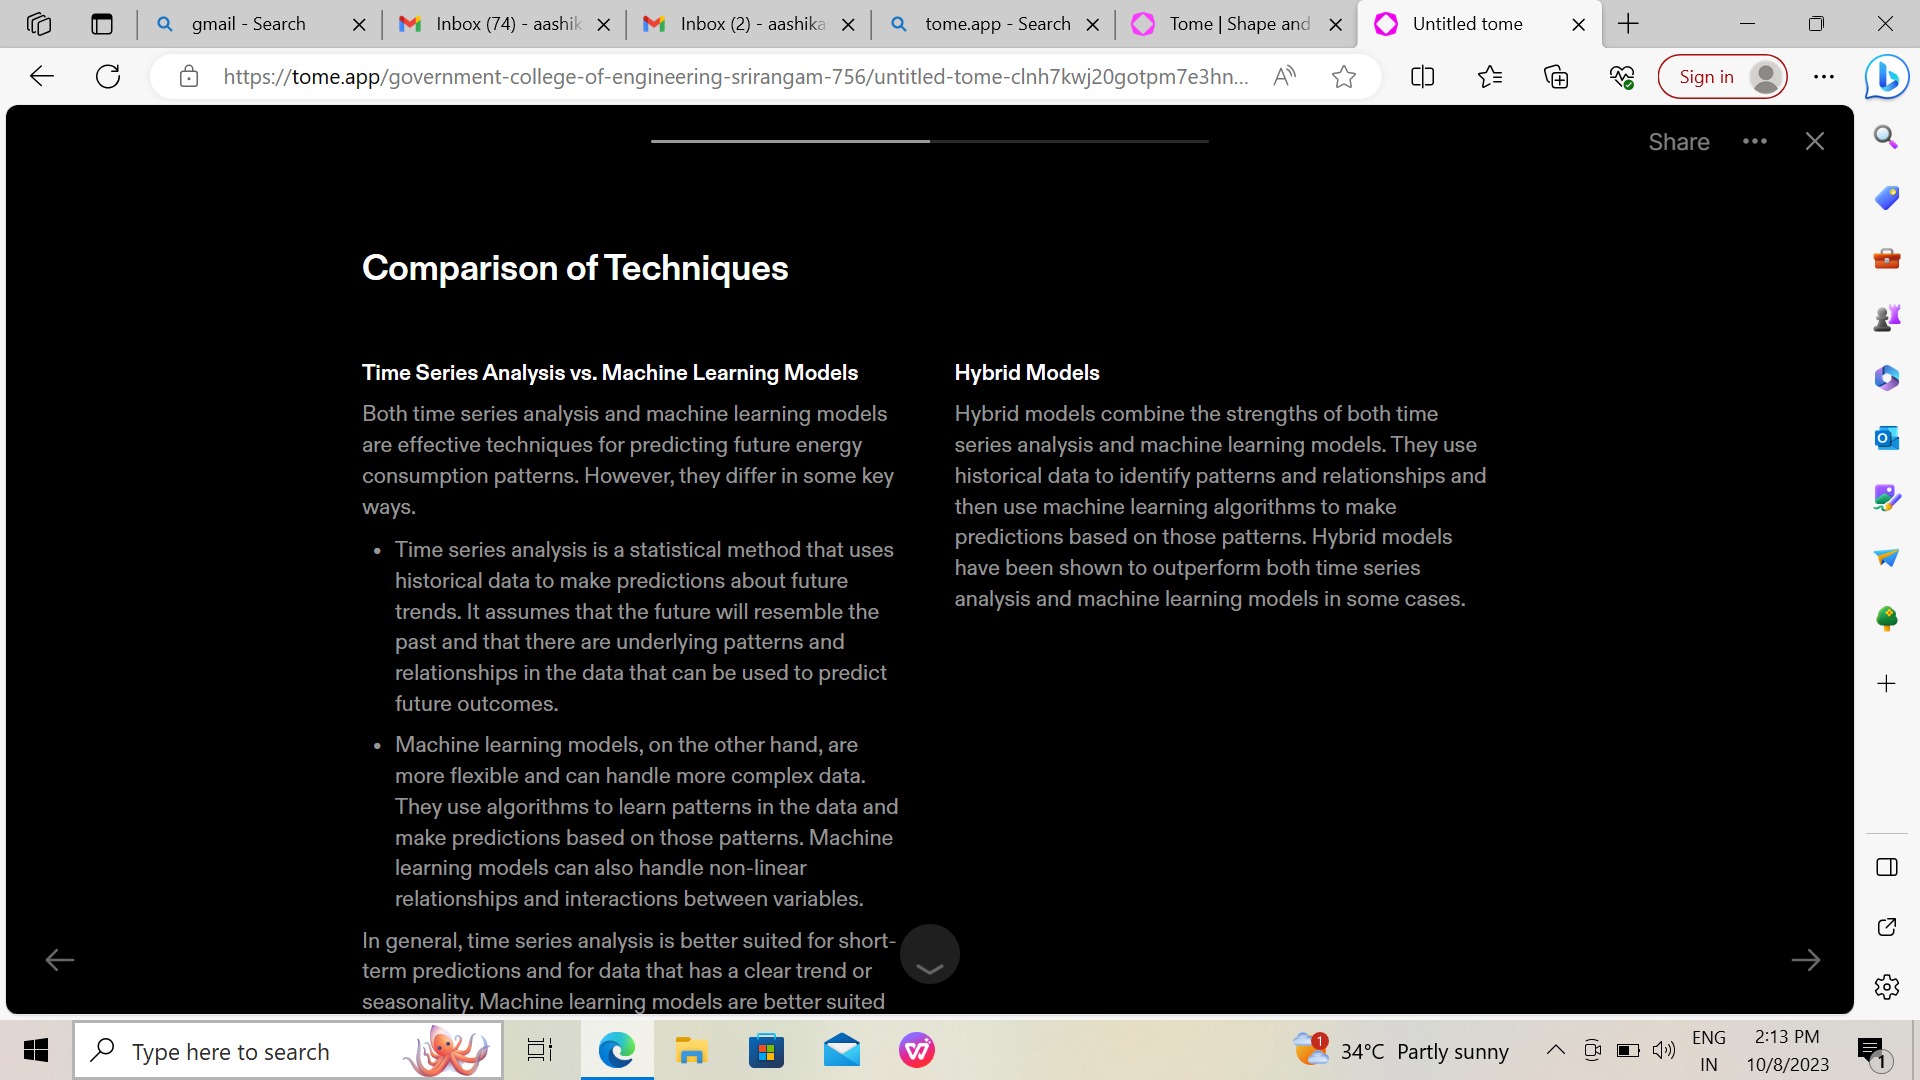 gmail - Search
Inbox (74) - aashik
Inbox (2) - aashika
tome.app - Search
Tome | Shape and
Untitled tome
https://tome.app/government-college-of-engineering-srirangam-756/untitled-tome-clnh7kwj20gotpm7e3hn...
Sign in
Share
Comparison of Techniques
Time Series Analysis vs. Machine Learning Models
Both time series analysis and machine learning models
are effective techniques for predicting future energy
consumption patterns. However, they differ in some key
ways.
• Time series analysis is a statistical method that uses
historical data to make predictions about future
trends. It assumes that the future will resemble the
past and that there are underlying patterns and
relationships in the data that can be used to predict
future outcomes.
• Machine learning models, on the other hand, are
more flexible and can handle more complex data.
They use algorithms to learn patterns in the data and
make predictions based on those patterns. Machine
learning models can also handle non-linear
relationships and interactions between variables.
In general, time series analysis is better suited for short-
term predictions and for data that has a clear trend or
seasonality. Machine learning models are better suited
Hybrid Models
Hybrid models combine the strengths of both time
series analysis and machine learning models. They use
historical data to identify patterns and relationships and
then use machine learning algorithms to make
predictions based on those patterns. Hybrid models
have been shown to outperform both time series
analysis and machine learning models in some cases.
Type here to search
1
34°C Partly sunny
ENG
IN
2:13 PM
10/8/2023
1